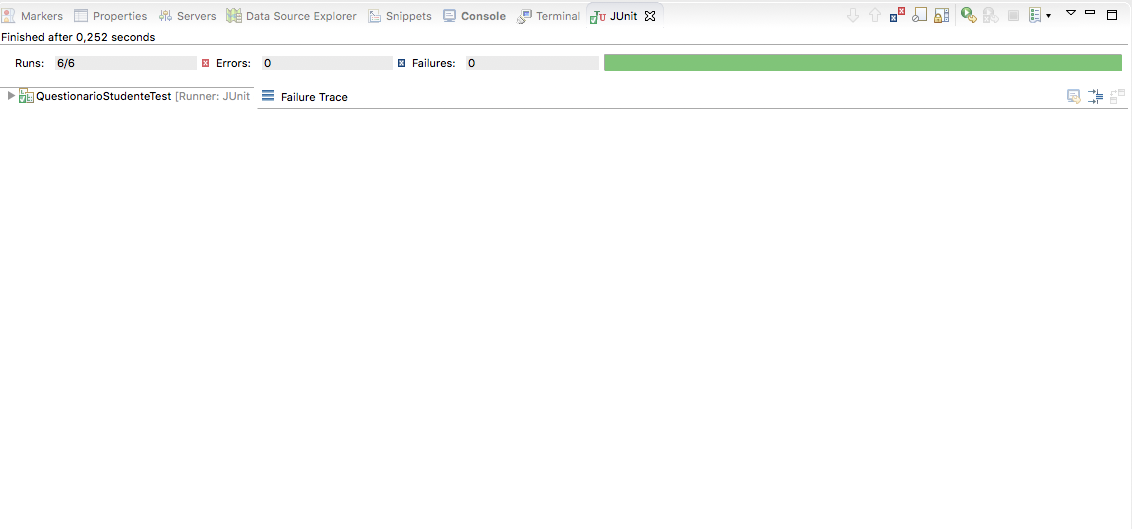 Markers Properties Servers Data Source Explorer Snippets Console Terminal JUnit
Finished after 0,252 seconds
Runs: 6/6 Errors: 0 Failures: 0
QuestionarioStudenteTest [Runner: JUnit Failure Trace